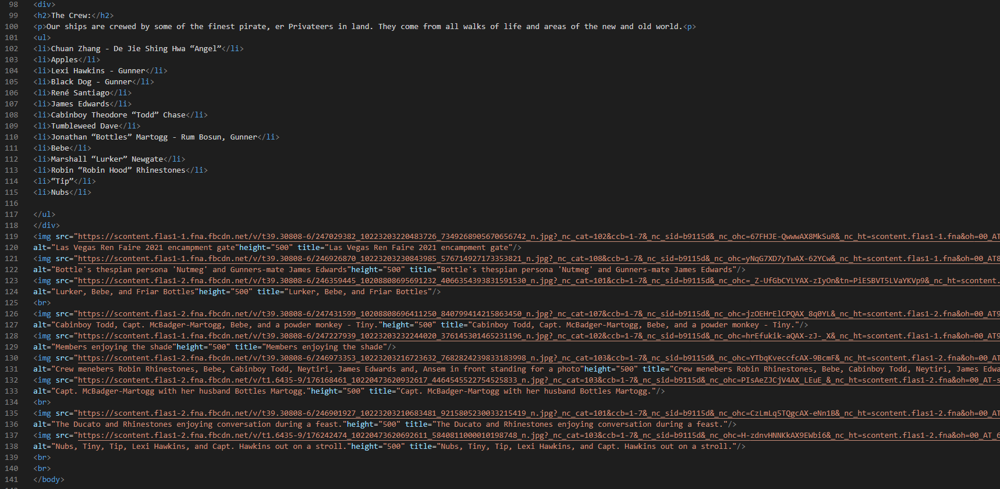 98 <div>
99 <h2>The Crew:</h2>
100 <p>Our ships are crewed by some of the finest pirate, er Privateers in land. They come from all walks of life and areas of the new and old world.<p>
101 <ul>
102 <li>Chuan Zhang - De Jie Shing Hwa “Angel”</li>
103 <li>Apples</li>
104 <li>Lexi Hawkins - Gunner</li>
105 <li>Black Dog - Gunner</li>
106 <li>René Santiago</li>
107 <li>James Edwards</li>
108 <li>Cabinboy Theodore “Todd” Chase</li>
109 <li>Tumbleweed Dave</li>
110 <li>Jonathan “Bottles” Martogg - Rum Bosun, Gunner</li>
111 <li>Bebe</li>
112 <li>Marshall “Lurker” Newgate</li>
113 <li>Robin “Robin Hood” Rhinestones</li>
114 <li>“Tip”</li>
115 <li>Nubs</li>
116
117 </ul>
118 </div>
119 <img src="https://scontent.flas1-1.fna.fbcdn.net/v/t39.30808-6/247029382_10223203220483726_7349268905670656742_n.jpg?_nc_cat=102&ccb=1-7&_nc_sid=b9115d&_nc_ohc=67FHJE-QwwwAX8MkSuR&_nc_ht=scontent.flas1-1.fna&oh=00_AT
120 alt="Las Vegas Ren Faire 2021 encampment gate"height="500" title="Las Vegas Ren Faire 2021 encampment gate"/>
121 <img src="https://scontent.flas1-1.fna.fbcdn.net/v/t39.30808-6/246926870_10223203230843985_576714927173353821_n.jpg?_nc_cat=108&ccb=1-7&_nc_sid=b9115d&_nc_ohc=yNqG7XD7yTwAX-62YCw&_nc_ht=scontent.flas1-1.fna&oh=00_AT8
122 alt="Bottle's thespian persona 'Nutmeg' and Gunners-mate James Edwards"height="500" title="Bottle's thespian persona 'Nutmeg' and Gunners-mate James Edwards"/>
123 <img src="https://scontent.flas1-2.fna.fbcdn.net/v/t39.30808-6/246359445_10208808695691232_4066354393831591530_n.jpg?_nc_cat=101&ccb=1-7&_nc_sid=b9115d&_nc_ohc=_Z-UfGbCYLYAX-zIyOn&tn=PiESBVT5LVaYKVp9&_nc_ht=scontent.
124 alt="Lurker, Bebe, and Friar Bottles"height="500" title="Lurker, Bebe, and Friar Bottles"/>
125 <br>
126 <img src="https://scontent.flas1-2.fna.fbcdn.net/v/t39.30808-6/247431599_10208808696411250_840799414215863450_n.jpg?_nc_cat=107&ccb=1-7&_nc_sid=b9115d&_nc_ohc=jzOEHrElCPQAX_8q0YL&_nc_ht=scontent.flas1-2.fna&oh=00_AT9
127 alt="Cabinboy Todd, Capt. McBadger-Martogg, Bebe, and a powder monkey - Tiny."height="500" title="Cabinboy Todd, Capt. McBadger-Martogg, Bebe, and a powder monkey - Tiny."/>
128 <img src="https://scontent.flas1-1.fna.fbcdn.net/v/t39.30808-6/247227939_10223203232244020_376145301465231196_n.jpg?_nc_cat=102&ccb=1-7&_nc_sid=b9115d&_nc_ohc=hrEfukik-aQAX-zJ-_X&_nc_ht=scontent.flas1-1.fna&oh=00_AT9
129 alt="Members enjoying the shade"height="500" title="Members enjoying the shade"/>
130 <img src="https://scontent.flas1-2.fna.fbcdn.net/v/t39.30808-6/246973353_10223203216723632_7682824239833183998_n.jpg?_nc_cat=103&ccb=1-7&_nc_sid=b9115d&_nc_ohc=YTbqKveccfcAX-9BcmF&_nc_ht=scontent.flas1-2.fna&oh=00_AT
131 alt="Crew menebers Robin Rhinestones, Bebe, Cabinboy Todd, Neytiri, James Edwards and, Ansem in front standing for a photo"height="500" title="Crew menebers Robin Rhinestones, Bebe, Cabinboy Todd, Neytiri, James Edwa
132 <img src="https://scontent.flas1-2.fna.fbcdn.net/v/t1.6435-9/176168461_10220473620932617_4464545522754525833_n.jpg?_nc_cat=103&ccb=1-7&_nc_sid=b9115d&_nc_ohc=PIsAeZJCjV4AX_LEuE_&_nc_ht=scontent.flas1-2.fna&oh=00_AT-s
133 alt="Capt. McBadger-Martogg with her husband Bottles Martogg."height="500" title="Capt. McBadger-Martogg with her husband Bottles Martogg."/>
134 <br>
135 <img src="https://scontent.flas1-2.fna.fbcdn.net/v/t39.30808-6/246901927_10223203210683481_9215805230033215419_n.jpg?_nc_cat=101&ccb=1-7&_nc_sid=b9115d&_nc_ohc=CzLmLq5TQgcAX-eNn1B&_nc_ht=scontent.flas1-2.fna&oh=00_AT
136 alt="The Ducato and Rhinestones enjoying conversation during a feast."height="500" title="The Ducato and Rhinestones enjoying conversation during a feast."/>
137 <img src="https://scontent.flas1-2.fna.fbcdn.net/v/t1.6435-9/176242474_10220473620692611_5840811000010198748_n.jpg?_nc_cat=103&ccb=1-7&_nc_sid=b9115d&_nc_ohc=H-zdnvHNNKkAX9EWbi6&_nc_ht=scontent.flas1-2.fna&oh=00_AT_6
138 alt="Nubs, Tiny, Tip, Lexi Hawkins, and Capt. Hawkins out on a stroll."height="500" title="Nubs, Tiny, Tip, Lexi Hawkins, and Capt. Hawkins out on a stroll."/>
139 <br>
140 <br>
141 </body>